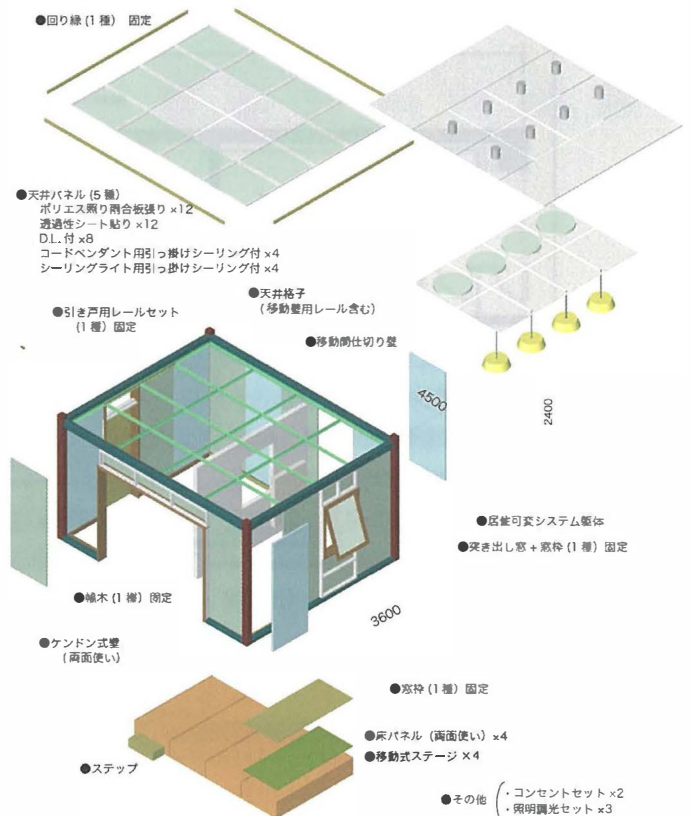 ●回り縁 (1 種) 固定
●天井パネル (5 種)
ポリエス照り雨合板張り ×12
透過性シート貼り ×12
D.L. 付 ×8
コードペンダント用引っ掛けシーリング付 ×4
シーリングライト用引っ掛けシーリング付 ×4
●天井格子
(移動壁用レール含む)
●引き戸用レールセット
(1 種) 固定
●移動間仕切り壁
4500
2400
●居住可変システム躯体
●突き出し窓 + 窓枠 (1 種) 固定
●幅木 (1 種) 固定
3600
●ケンドン式壁
(両面使い)
●窓枠 (1 種) 固定
●床パネル (両面使い) ×4
●移動式ステージ ×4
●ステップ
●その他
・コンセントセット ×2
・照明調光セット ×3